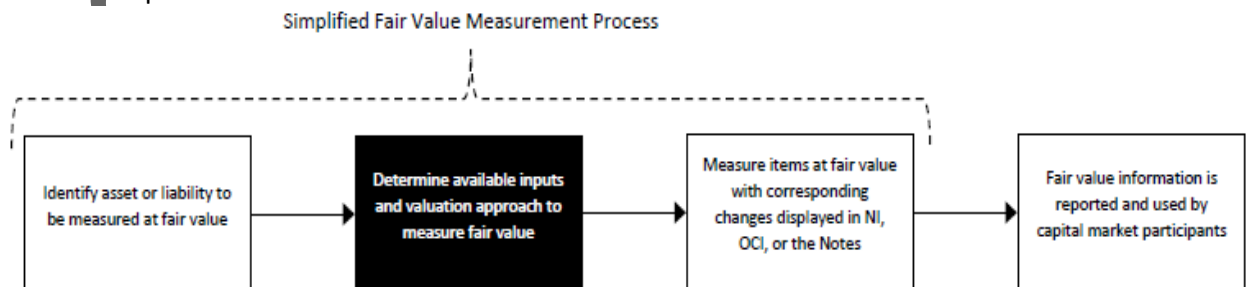 Simplified Fair Value Measurement Process
Identify asset or liability to
be measured at fair value
Determine available inputs
and valuation approach to
measure fair value
Measure items at fair value
with corresponding
changes displayed in NI,
OCI, or the Notes
Fair value information is
reported and used by
capital market participants